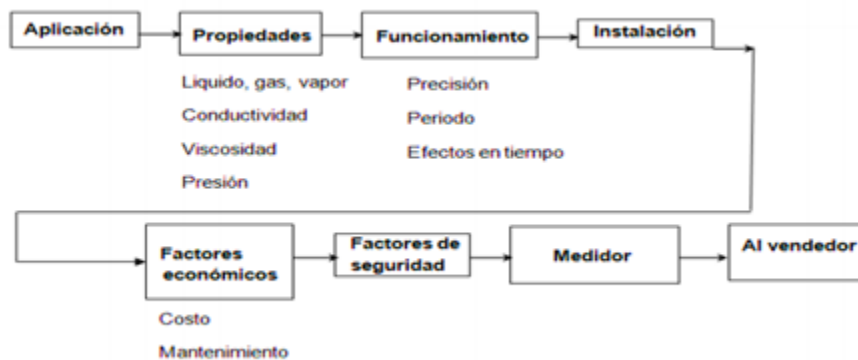 Aplicación
Propiedades
Funcionamiento
Instalación
Liquido, gas, vapor
Conductividad
Viscosidad
Presión
Precisión
Periodo
Efectos en tiempo
Factores
económicos
Factores de
seguridad
Medidor
Al vendedor
Costo
Mantenimiento